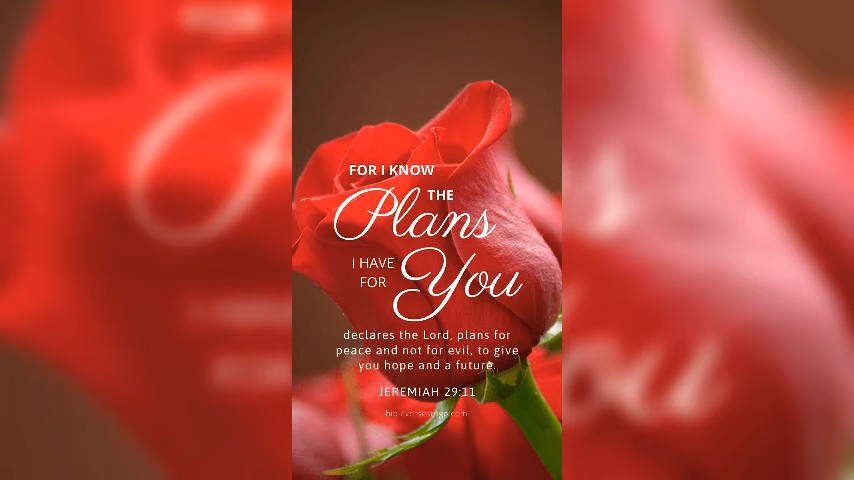 FOR I KNOW
THE
Plans
I HAVE
FOR
You
declares the Lord, plans for
peace and not for evil, to give
you hope and a future.
JEREMIAH 29:11